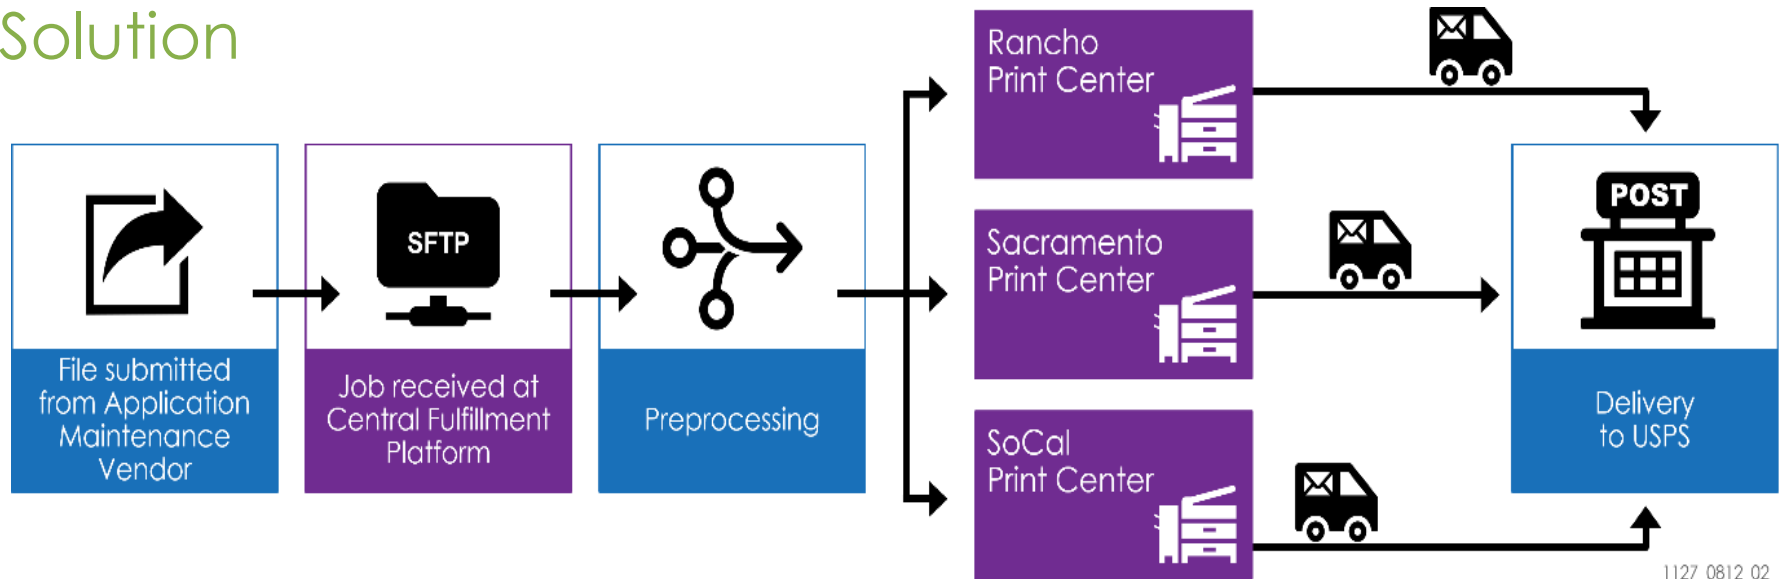 Solution
File submitted
from Application
Maintenance
Vendor
SFTP
Job received at
Central Fulfillment
Platform
Preprocessing
Rancho
Print Center
Sacramento
Print Center
SoCal
Print Center
POST
Delivery
to USPS
1127_0812_02